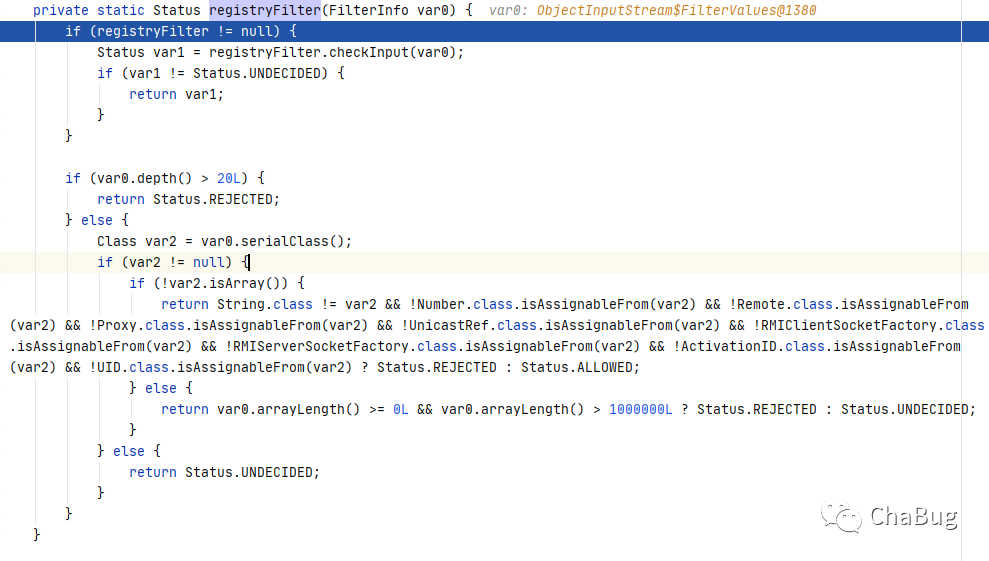 private static Status registryFilter(FilterInfo var0) {  var0: ObjectInputStream$FilterValues@1380
if (registryFilter != null) {
Status var1 = registryFilter.checkInput(var0);
if (var1 != Status.UNDECIDED) {
return var1;
}
}
if (var0.depth() > 20L) {
return Status.REJECTED;
} else {
Class var2 = var0.serialClass();
if (var2 != null) {
if (!var2.isArray()) {
return String.class != var2 && !Number.class.isAssignableFrom(var2) && !Remote.class.isAssignableFrom
(var2) && !Proxy.class.isAssignableFrom(var2) && !UnicastRef.class.isAssignableFrom(var2) && !RMIClientSocketFactory.class
.isAssignableFrom(var2) && !RMIServerSocketFactory.class.isAssignableFrom(var2) && !ActivationID.class.isAssignableFrom
(var2) && !UID.class.isAssignableFrom(var2) ? Status.REJECTED : Status.ALLOWED;
} else {
return var0.arrayLength() >= 0L && var0.arrayLength() > 1000000L ? Status.REJECTED : Status.UNDECIDED;
}
} else {
return Status.UNDECIDED;
}
}
}
ChaBug